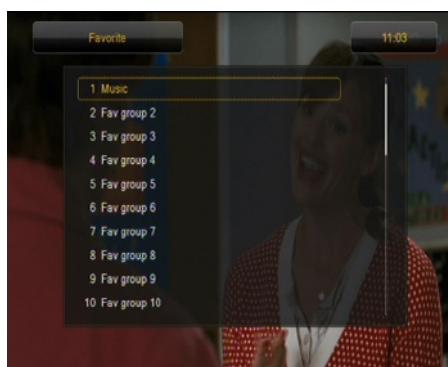 Favorite
11:03
1 Music
2 Fav group 2
3 Fav group 3
4 Fav group 4
5 Fav group 5
6 Fav group 6
7 Fav group 7
8 Fav group 8
9 Fav group 9
10 Fav group 10